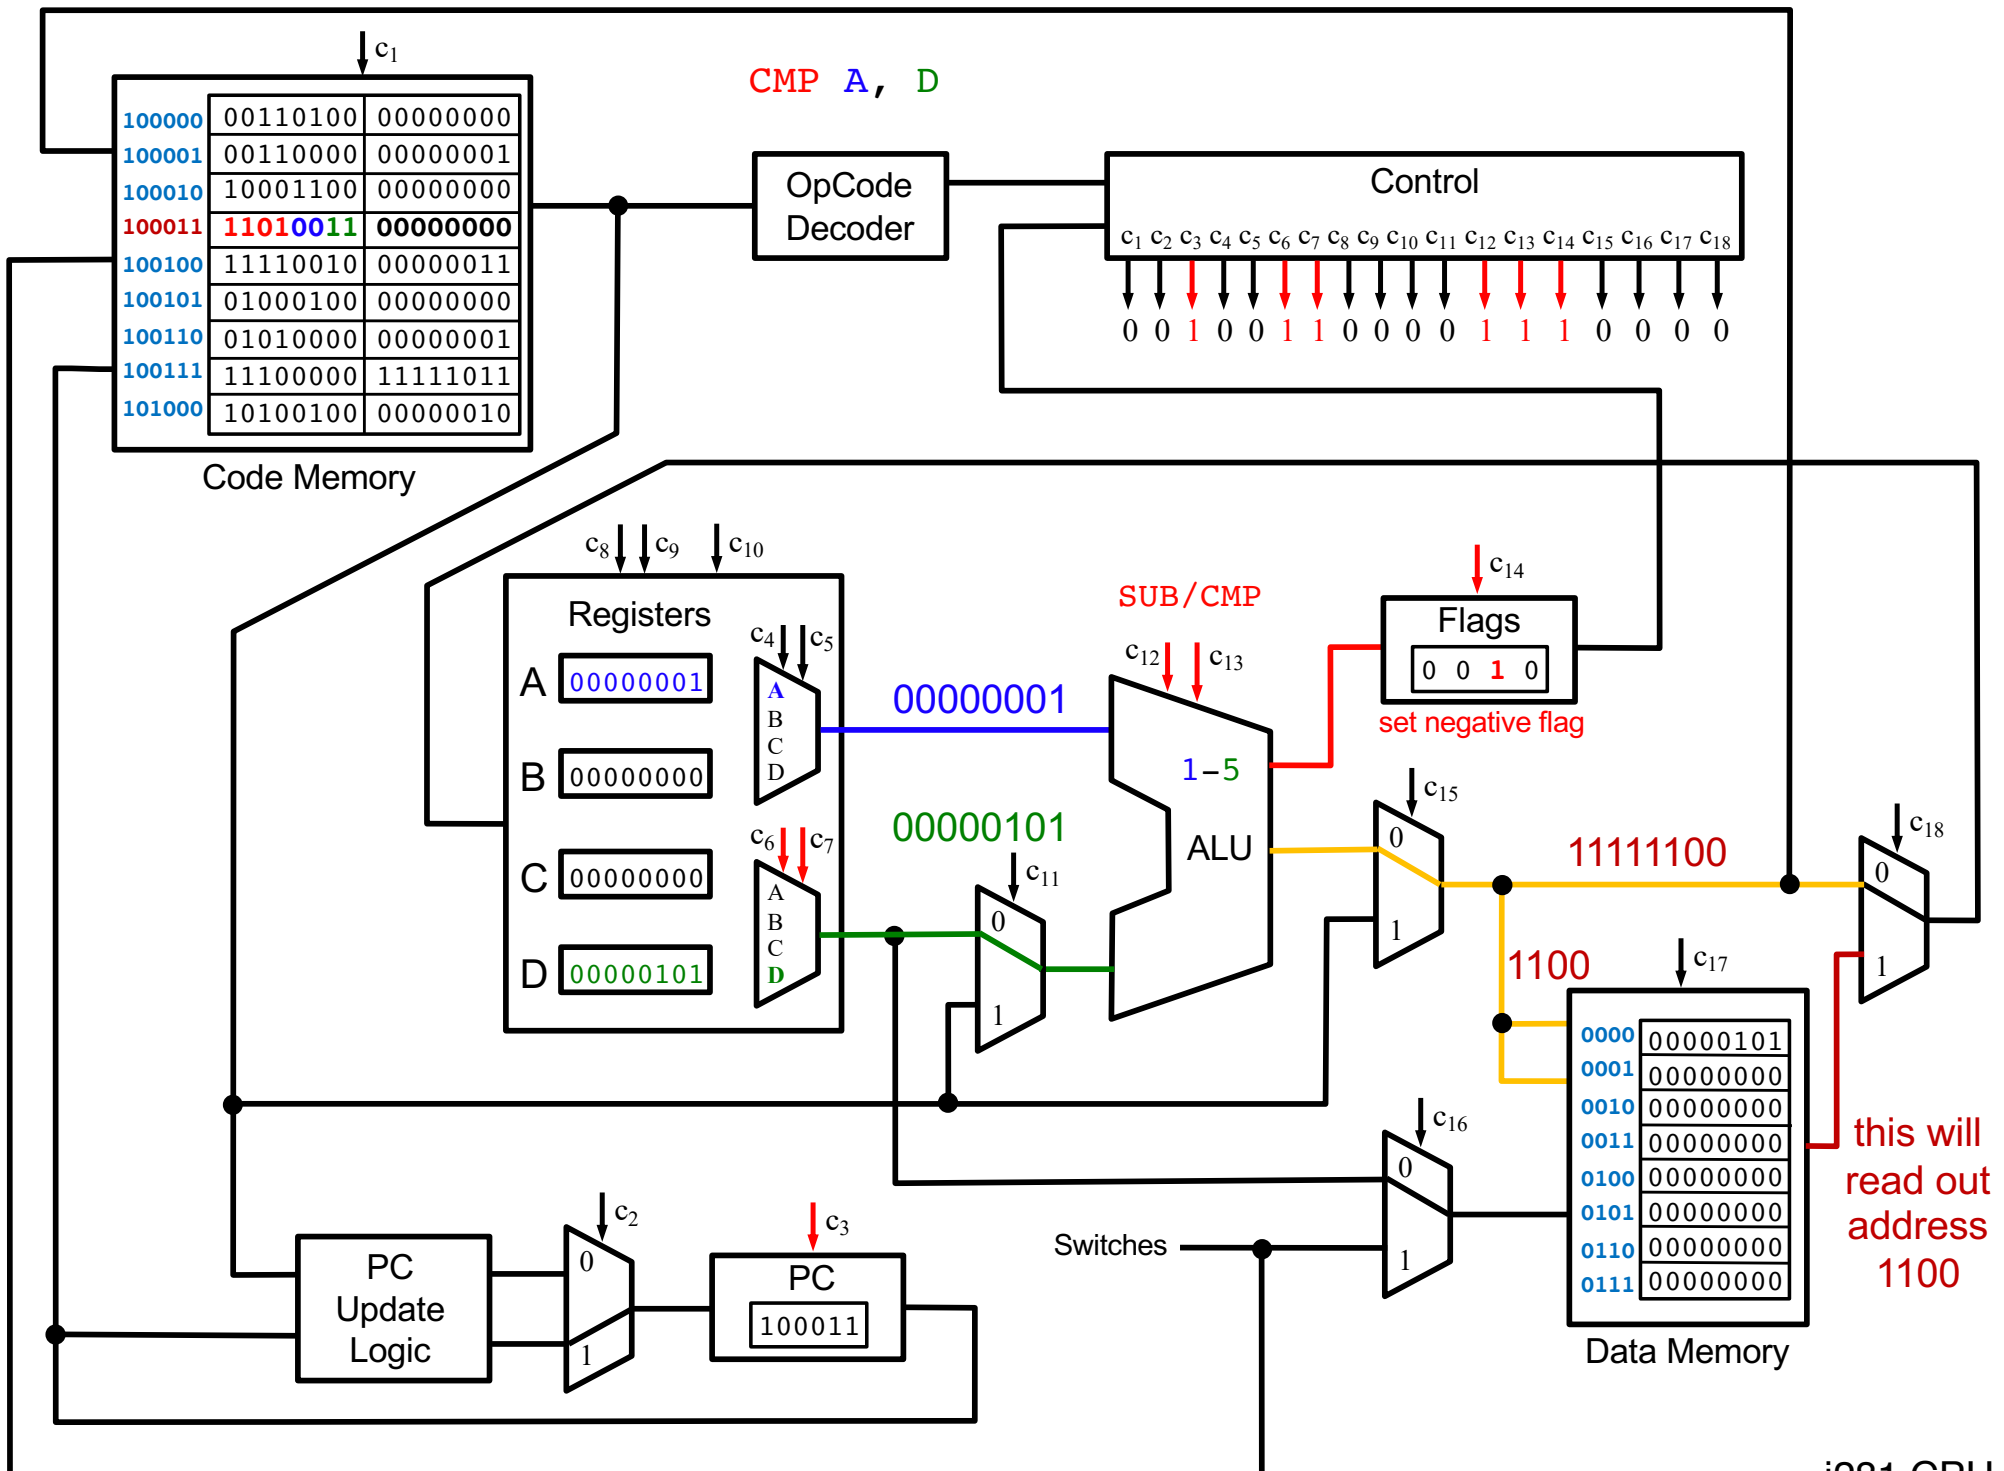 c1
CMP A, D
100000 00110100 00000000
100001 00110000 00000001
100010 10001100 00000000
100011 11010011 00000000
100100 11110010 00000011
100101 01000100 00000000
100110 01010000 00000001
100111 11100000 11111011
101000 10100100 00000010
Code Memory
OpCode
Decoder
Control
c1 c2 c3 c4 c5 c6 c7 c8 c9 c10 c11 c12 c13 c14 c15 c16 c17 c18
0 0 1 0 0 1 1 0 0 0 0 1 1 1 0 0 0 0
c8 c9 c10
Registers
A 00000001
B 00000000
C 00000000
D 00000101
c4 c5
A
B
C
D
c6 c7
A
B
C
D
00000001
00000101
c11
0
1
SUB/CMP
c12 c13
1-5
ALU
c14
Flags
0 0 1 0
set negative flag
c15
0
1
11111100
1100
c18
0
1
c17
0000 00000101
0001 00000000
0010 00000000
0011 00000000
0100 00000000
0101 00000000
0110 00000000
0111 00000000
Data Memory
this will
read out
address
1100
c16
0
1
Switches
PC
Update
Logic
c2
0
1
c3
PC
100011